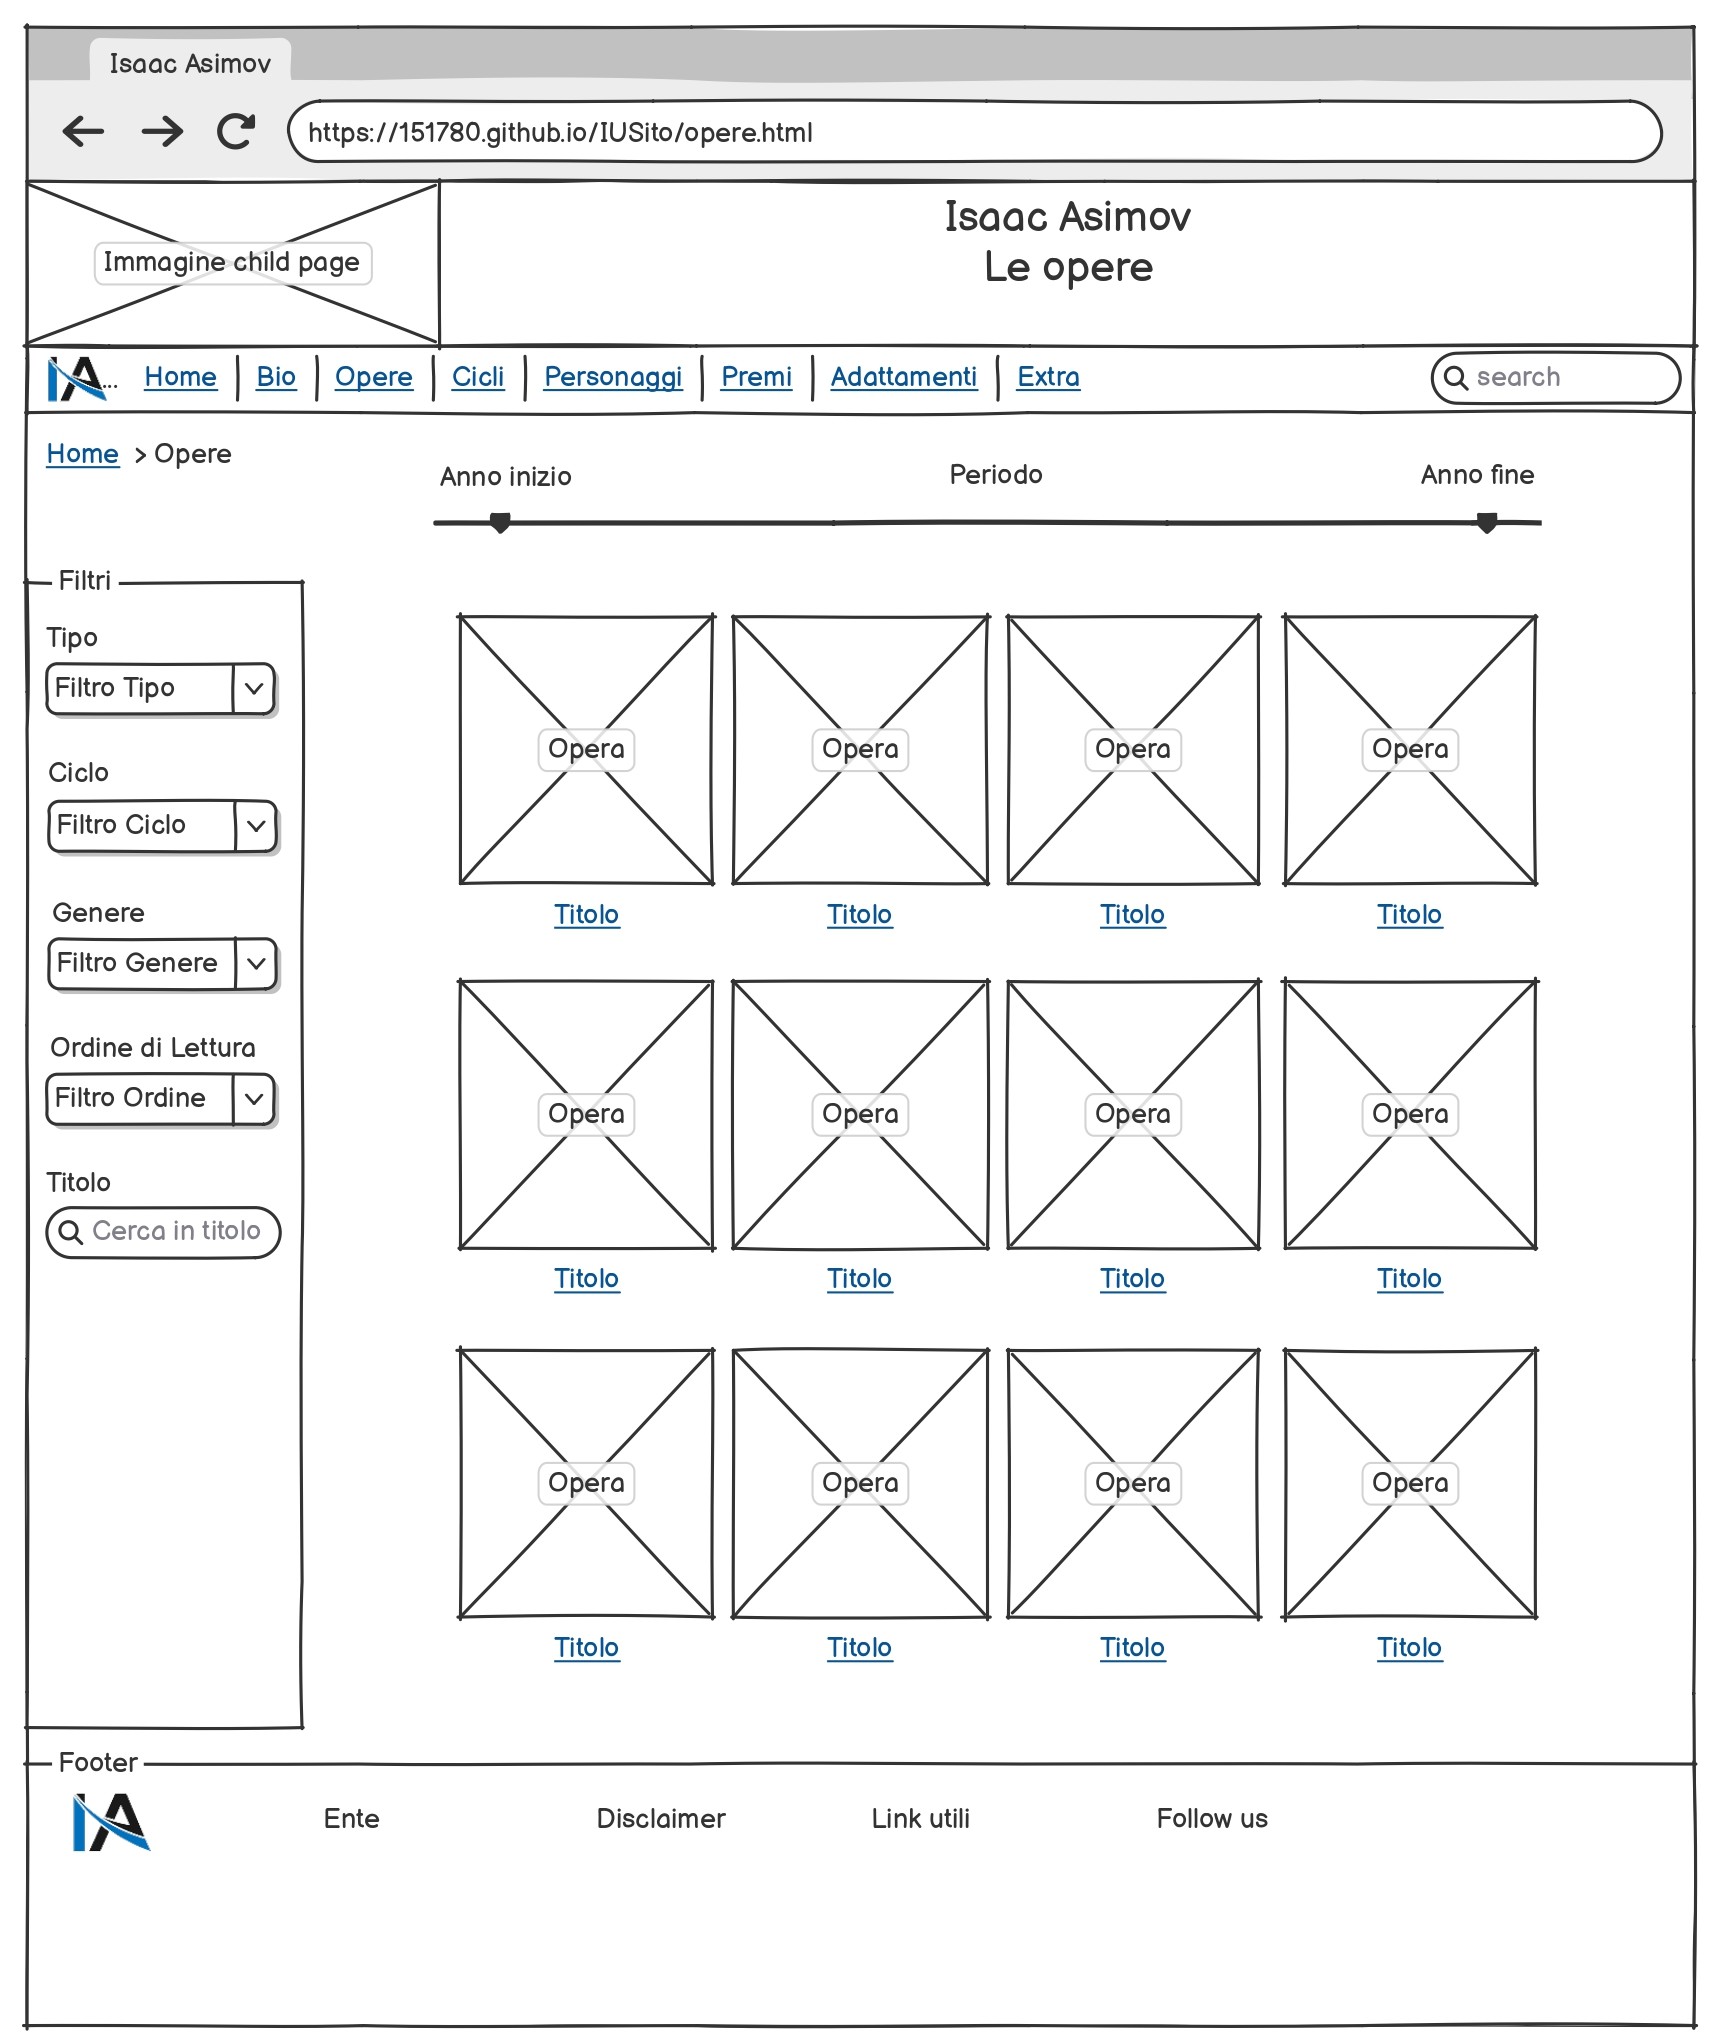 Isaac Asimov
https://151780.github.io/IUSito/opere.html
Immagine child page
Isaac Asimov
Le opere
IA... Home Bio Opere Cicli Personaggi Premi Adattamenti Extra search
Home > Opere
Anno inizio Periodo Anno fine
Filtri
Tipo
Filtro Tipo
Ciclo
Filtro Ciclo
Genere
Filtro Genere
Ordine di Lettura
Filtro Ordine
Titolo
Cerca in titolo
Opera Opera Opera Opera
Titolo Titolo Titolo Titolo
Opera Opera Opera Opera
Titolo Titolo Titolo Titolo
Opera Opera Opera Opera
Titolo Titolo Titolo Titolo
Footer
IA Ente Disclaimer Link utili Follow us